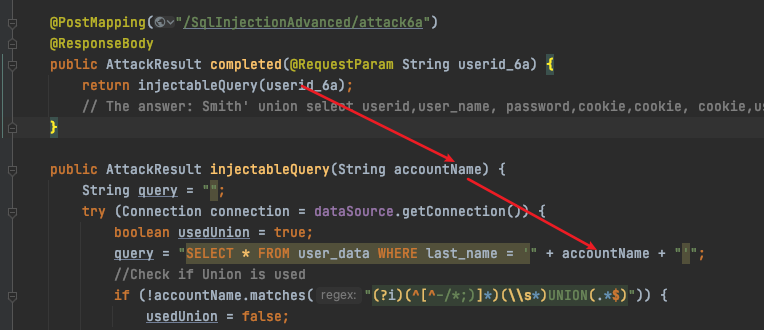 @PostMapping("/SqlInjectionAdvanced/attack6a")
@ResponseBody
public AttackResult completed(@RequestParam String userid_6a) {
return injectableQuery(userid_6a);
// The answer: Smith' union select userid,user_name, password,cookie,cookie, cookie,us
}
public AttackResult injectableQuery(String accountName) {
String query = "";
try (Connection connection = dataSource.getConnection()) {
boolean usedUnion = true;
query = "SELECT * FROM user_data WHERE last_name = '" + accountName + "'";
//Check if Union is used
if (!accountName.matches( regex: "(?i)(^[^-/*;)]*)(\\s*)UNION(.*$)")) {
usedUnion = false;